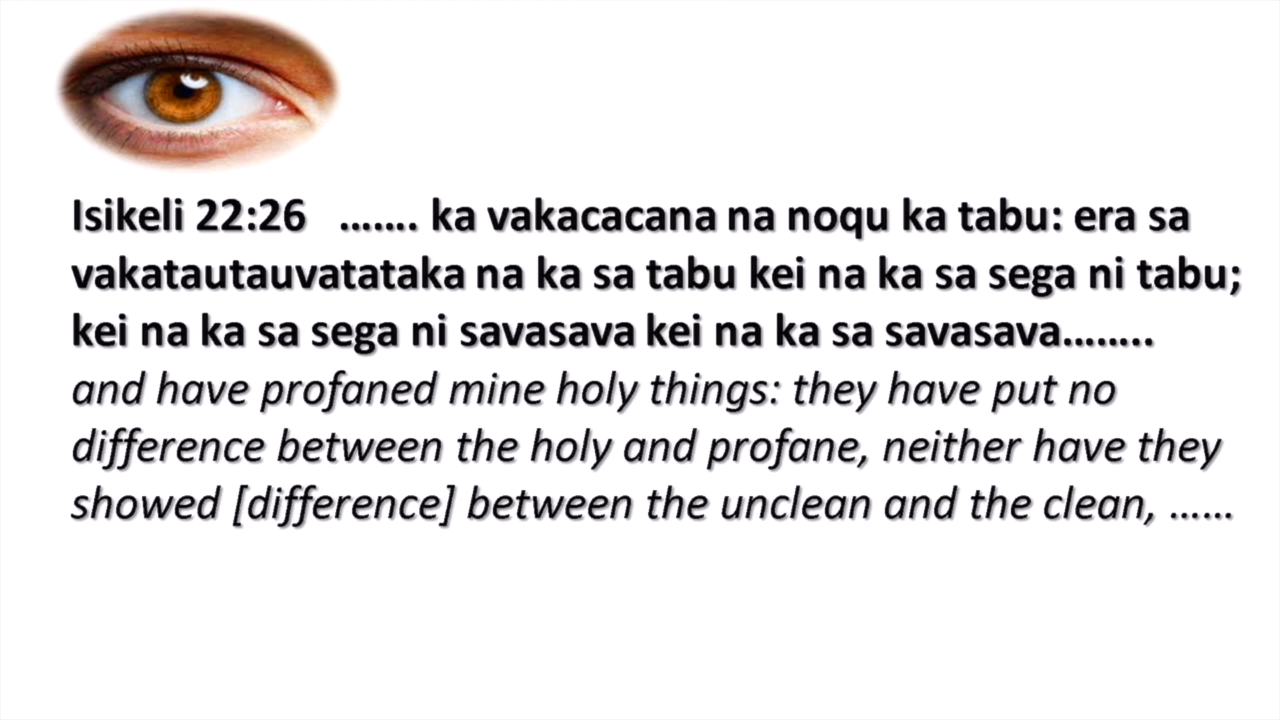 Isikeli 22:26 ……. ka vakacacana na noqu ka tabu: era sa
vakatautauvatataka na ka sa tabu kei na ka sa sega ni tabu;
kei na ka sa sega ni savasava kei na ka sa savasava……..
and have profaned mine holy things: they have put no
difference between the holy and profane, neither have they
showed [difference] between the unclean and the clean, ……